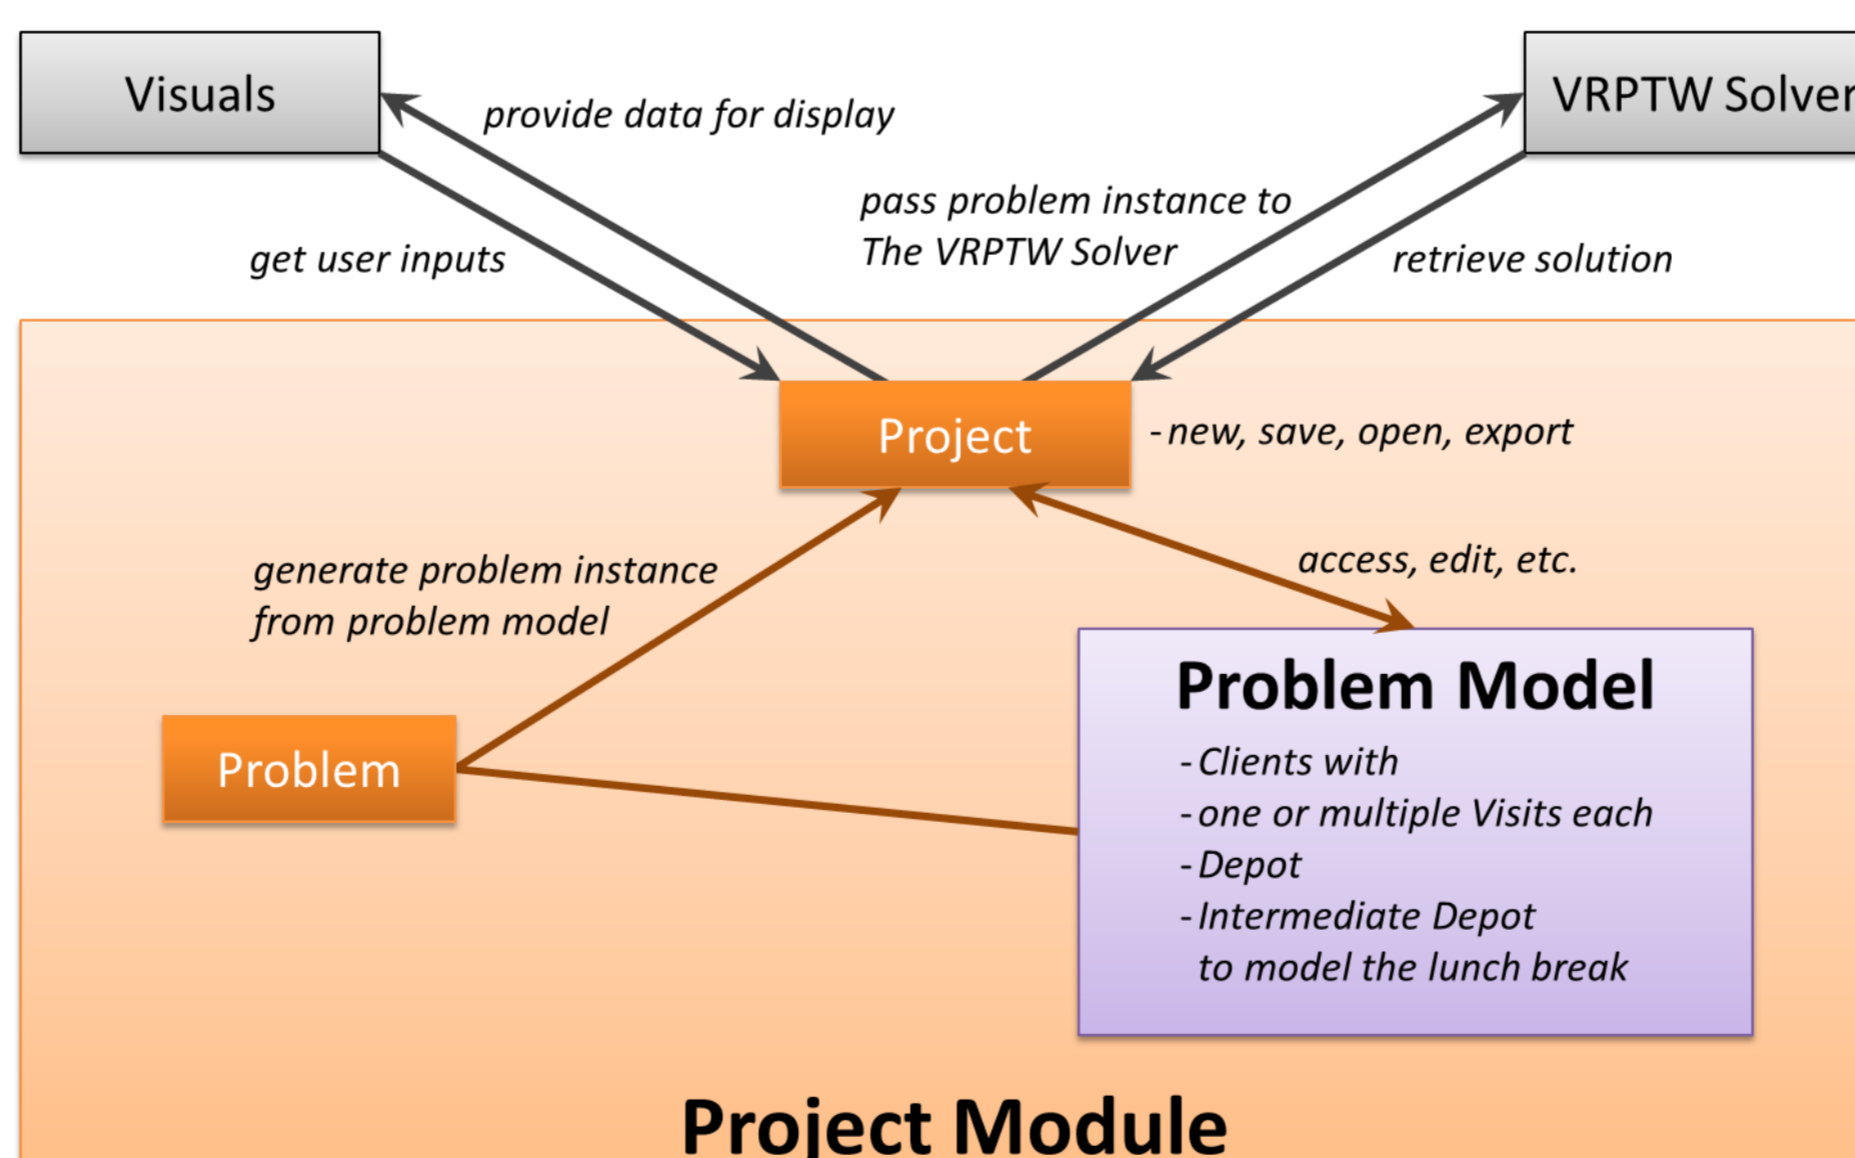 Visuals
VRPTW Solver
provide data for display
pass problem instance to
The VRPTW Solver
get user inputs
retrieve solution
Project
- new, save, open, export
generate problem instance
from problem model
access, edit, etc.
Problem Model
- Clients with
- one or multiple Visits each
- Depot
- Intermediate Depot
to model the lunch break
Problem
Project Module